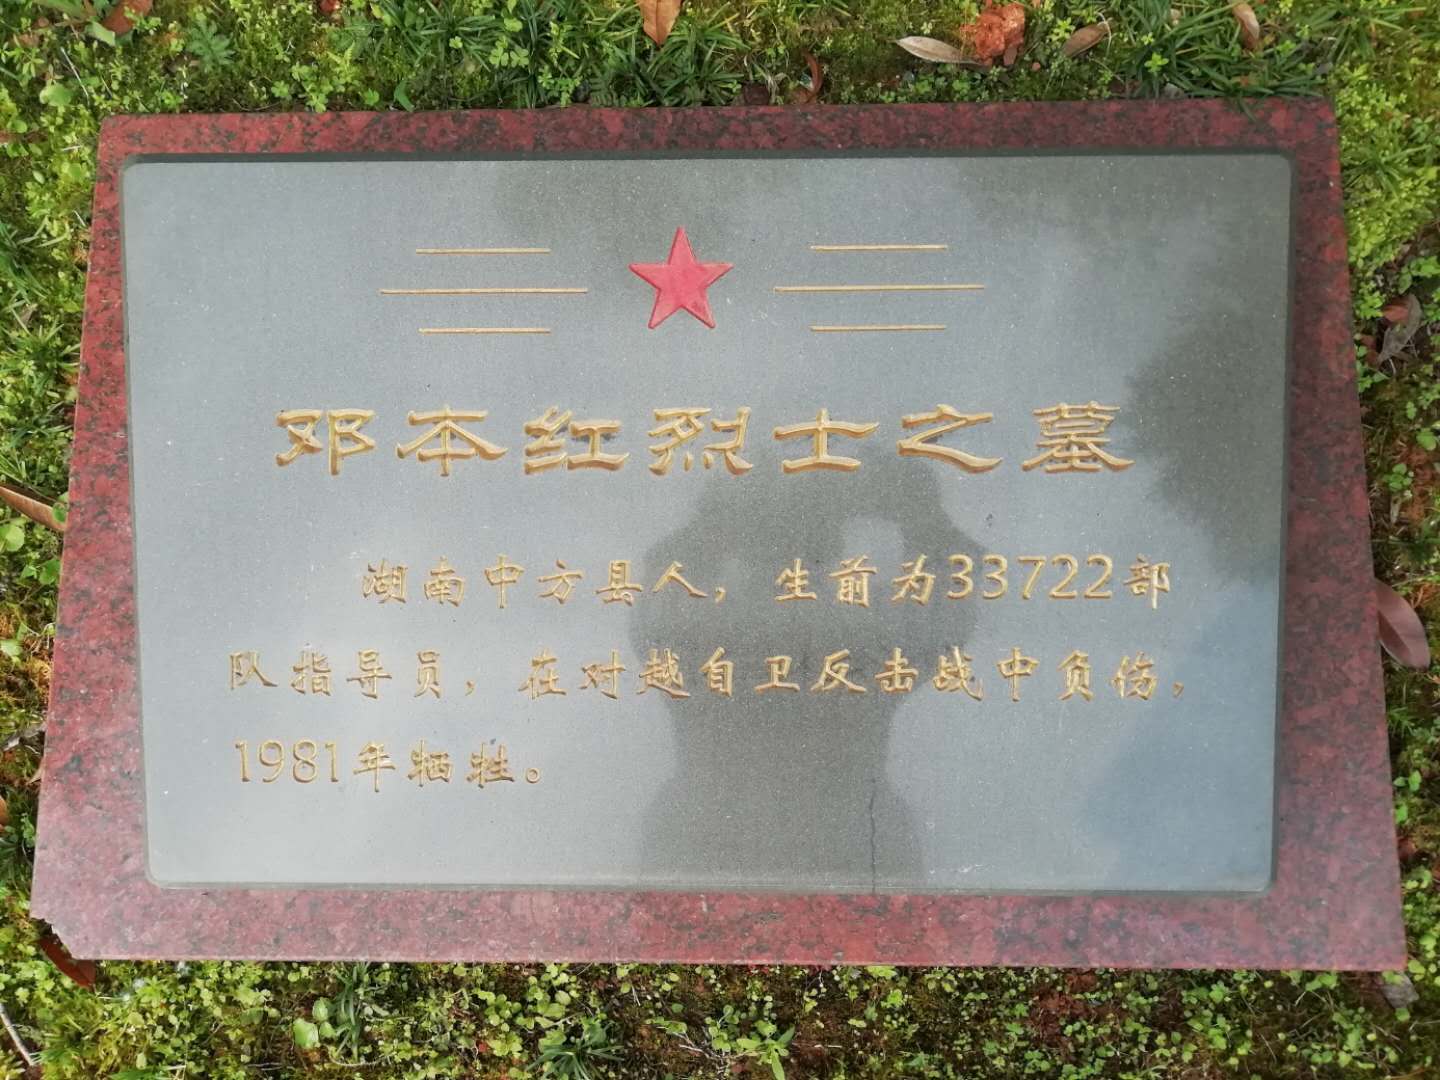 邓本红烈士之墓
湖南中方县人，生前为33722部
队指导员，在对越自卫反击战中负伤，
1981年牺牲。